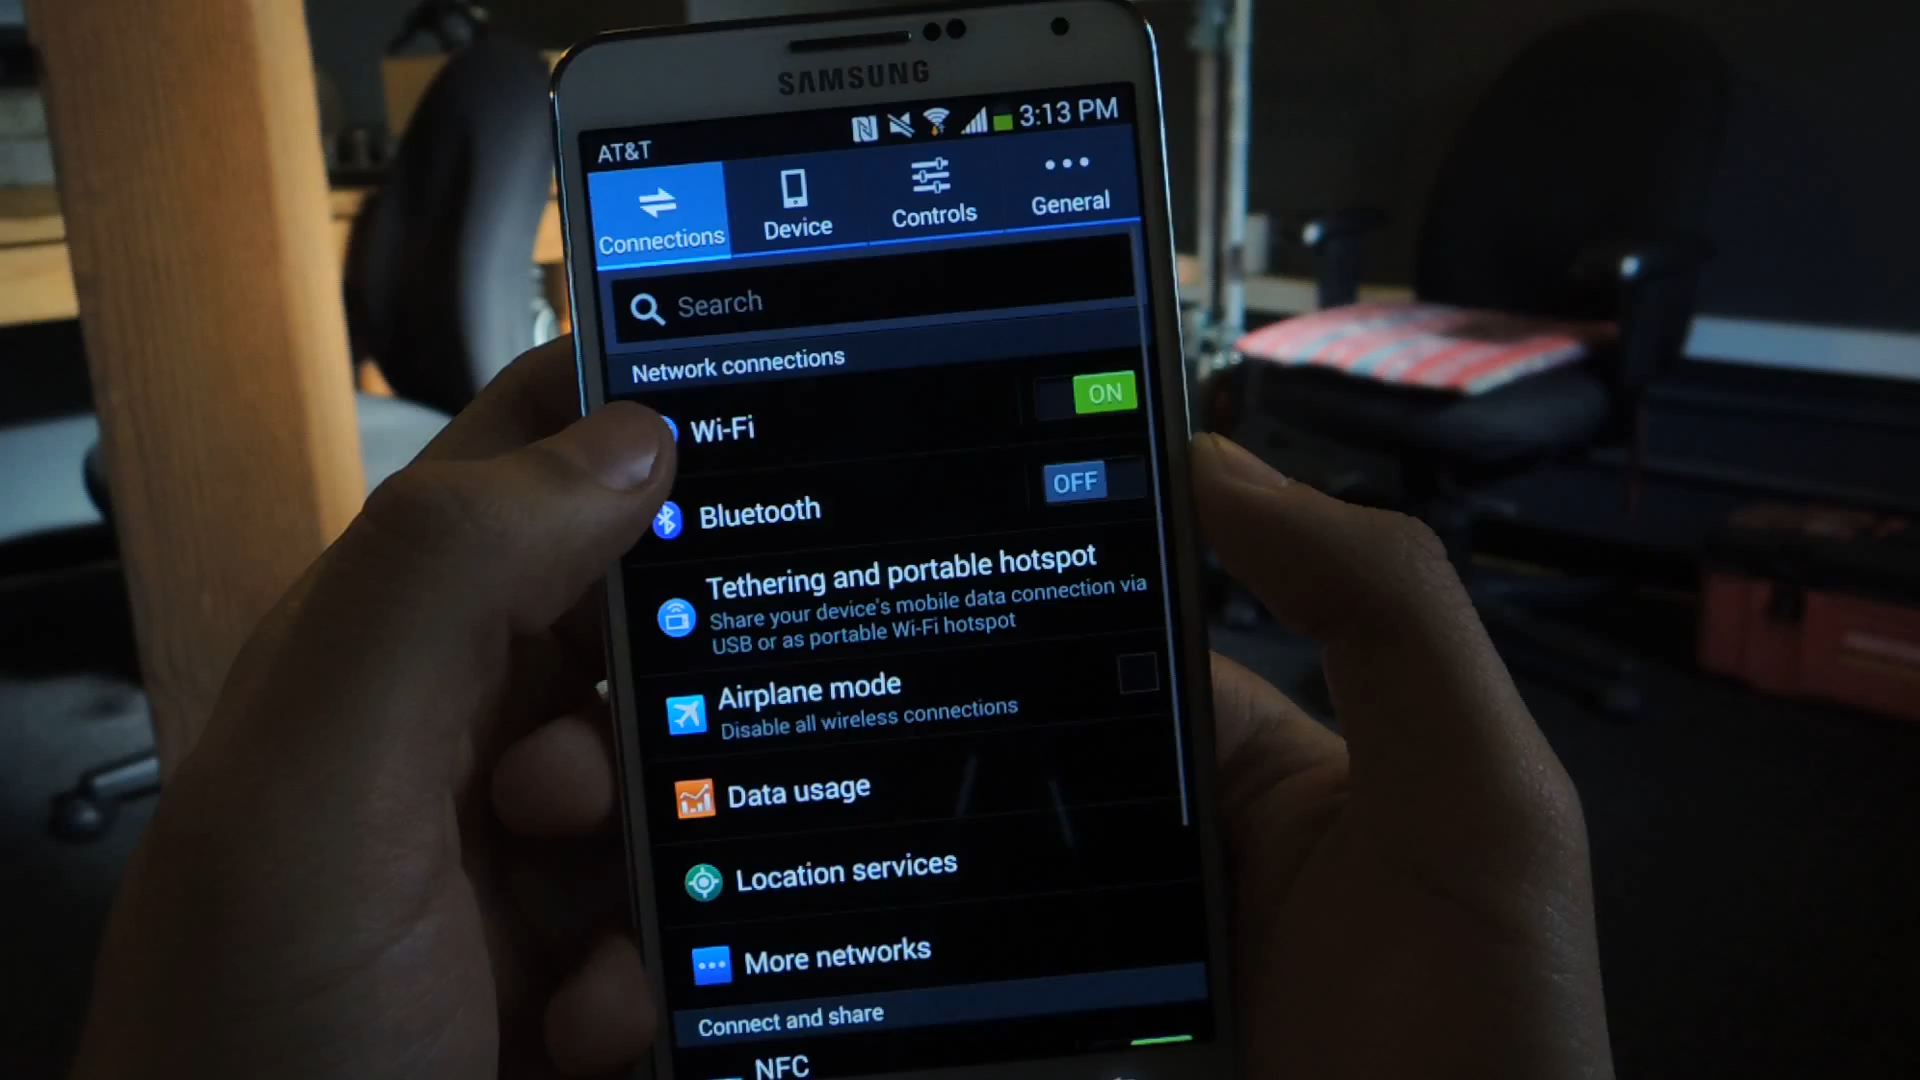 SAMSUNG
AT&T 3:13 PM
Connections Device Controls General
Search
Network connections
Wi-Fi ON
Bluetooth OFF
Tethering and portable hotspot
Share your device's mobile data connection via
USB or as portable Wi-Fi hotspot
Airplane mode
Disable all wireless connections
Data usage
Location services
More networks
Connect and share
NFC